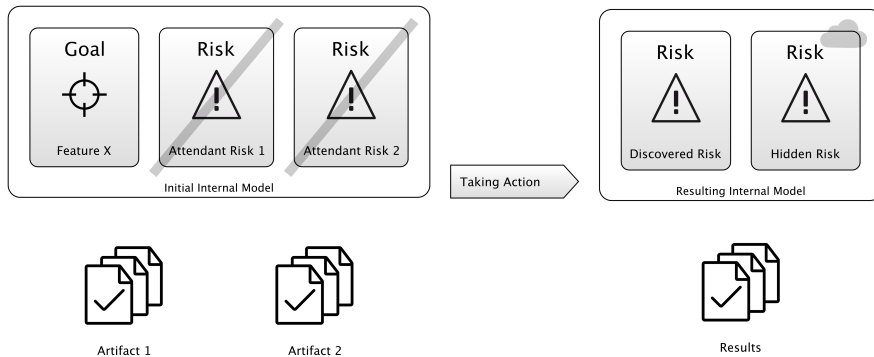 Goal
Feature X
Risk
Attendant Risk 1
Risk
Attendant Risk 2
Initial Internal Model
Taking Action
Risk
Discovered Risk
Risk
Hidden Risk
Resulting Internal Model
Artifact 1
Artifact 2
Results